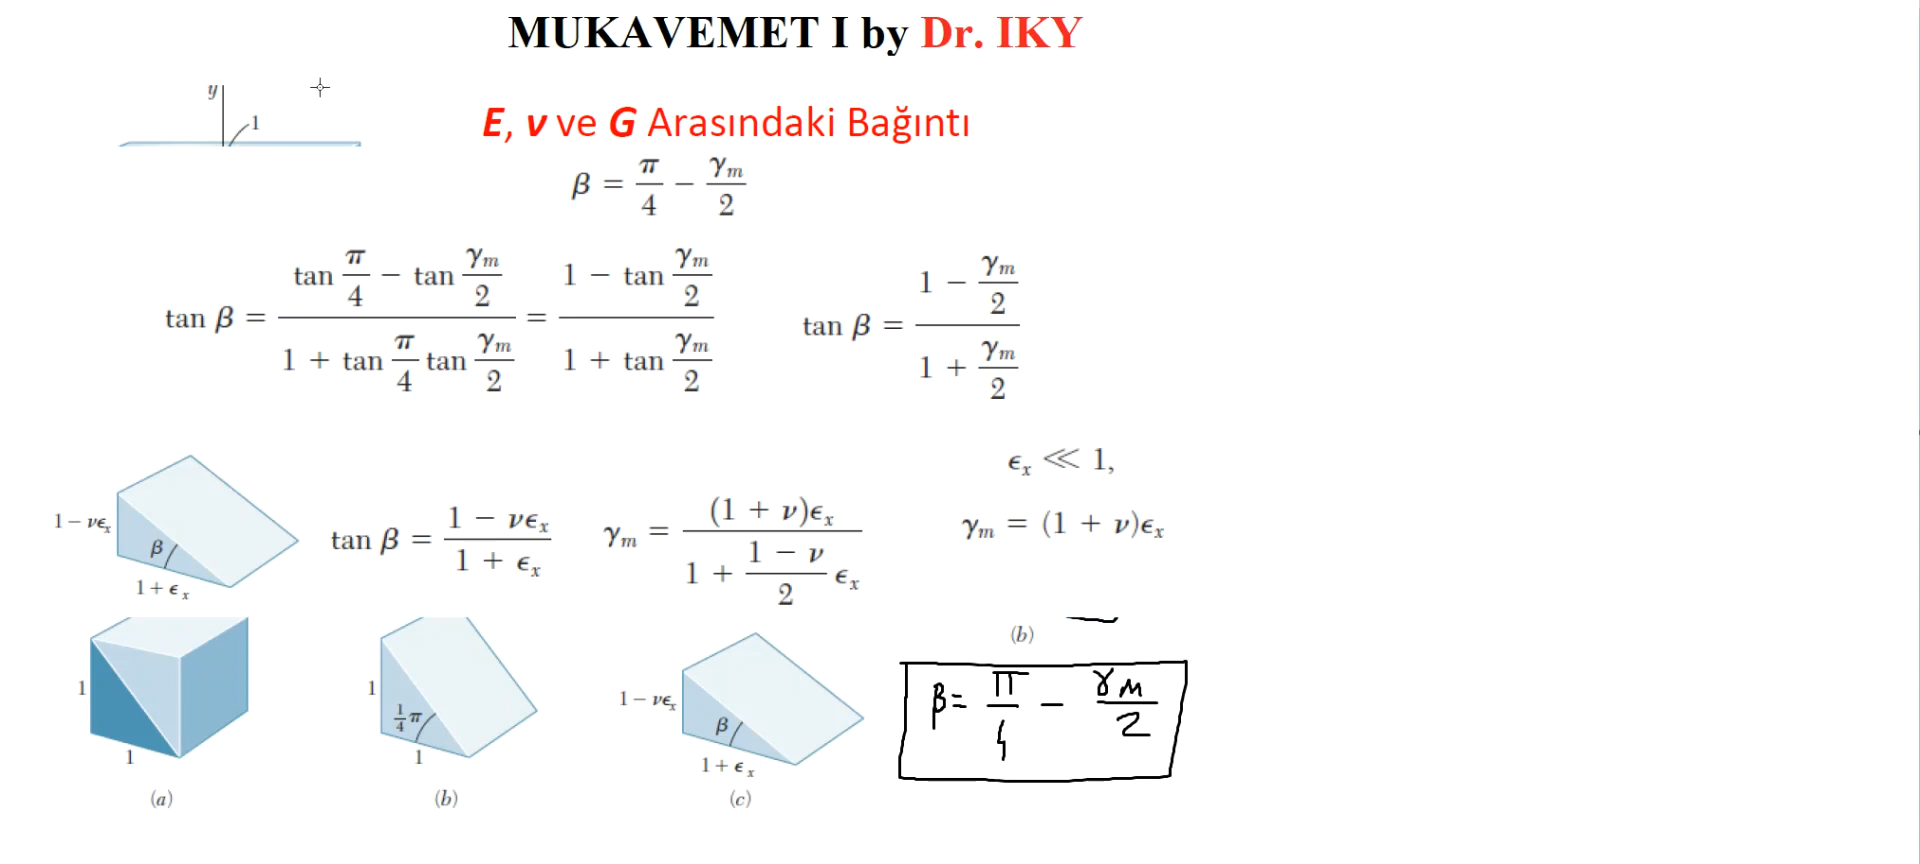 MUKAVEMET I by Dr. IKY
y
1
E, ν ve G Arasındaki Bağıntı
β = π/4 − γm/2
tan β = (tan π/4 − tan γm/2)/(1 + tan π/4 tan γm/2) = (1 − tan γm/2)/(1 + tan γm/2)
tan β = (1 − γm/2)/(1 + γm/2)
ϵx ≪ 1,
1 − νϵx
β
1 + ϵx
tan β = (1 − νϵx)/(1 + ϵx)
γm = (1 + ν)ϵx/(1 + (1 − ν)/2 ϵx)
γm = (1 + ν)ϵx
1
1
(a)
1
1/4 π
1
(b)
1 − νϵx
β
1 + ϵx
(c)
(b)
β = π/4 − γm/2